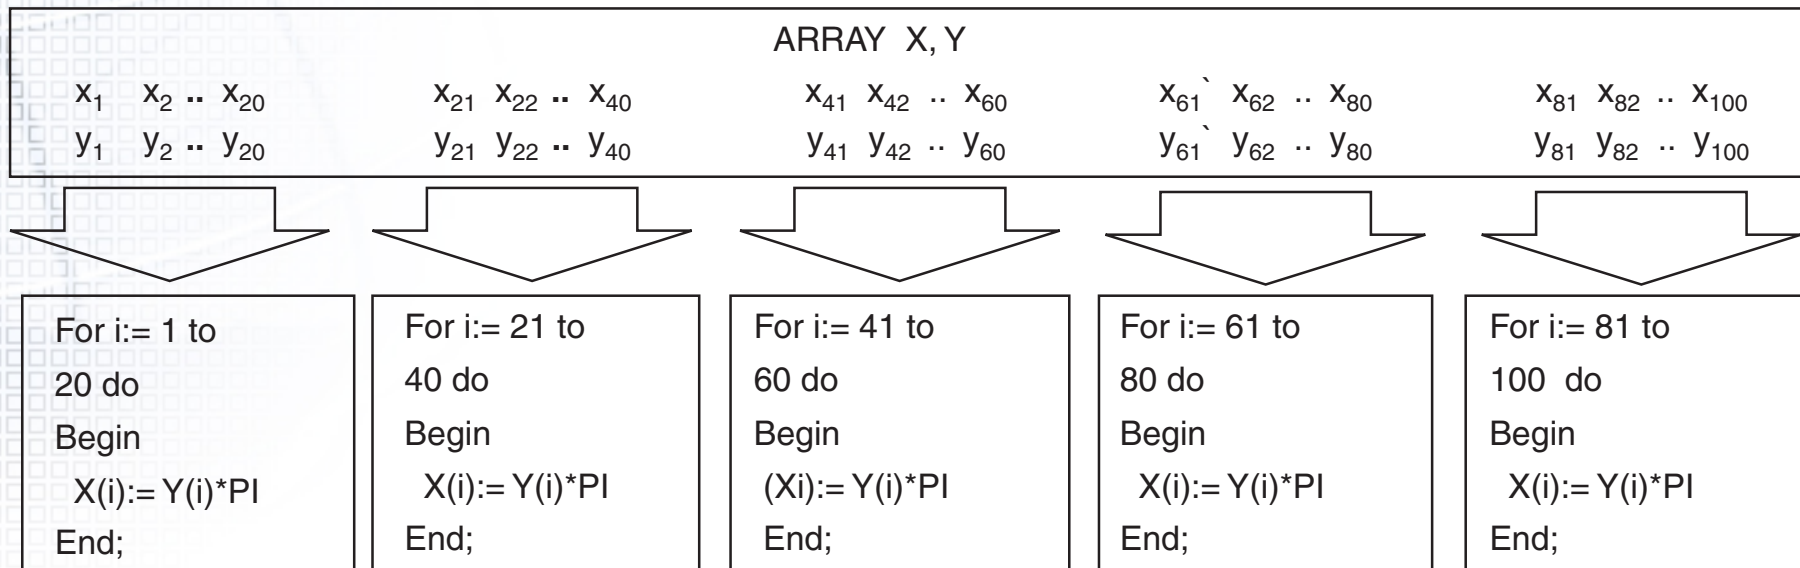 ARRAY X, Y
x1 x2 .. x20 x21 x22 .. x40 x41 x42 .. x60 x61` x62 .. x80 x81 x82 .. x100
y1 y2 .. y20 y21 y22 .. y40 y41 y42 .. y60 y61` y62 .. y80 y81 y82 .. y100
For i:= 1 to
20 do
Begin
X(i):= Y(i)*PI
End;
For i:= 21 to
40 do
Begin
X(i):= Y(i)*PI
End;
For i:= 41 to
60 do
Begin
(Xi):= Y(i)*PI
End;
For i:= 61 to
80 do
Begin
X(i):= Y(i)*PI
End;
For i:= 81 to
100 do
Begin
X(i):= Y(i)*PI
End;